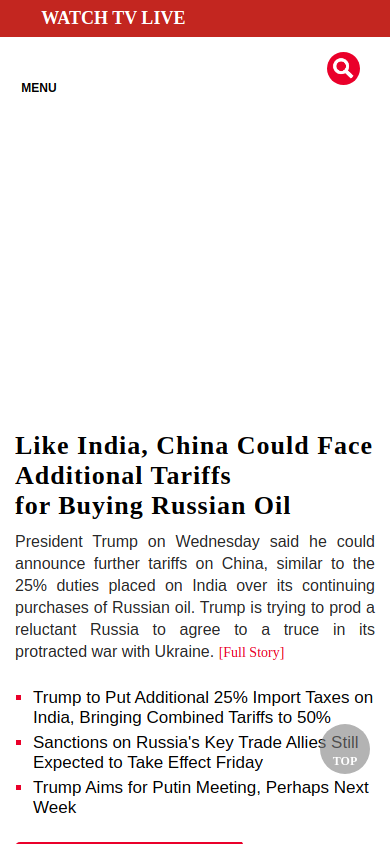 WATCH TV LIVE
MENU
Like India, China Could Face
Additional Tariffs
for Buying Russian Oil
President Trump on Wednesday said he could
announce further tariffs on China, similar to the
25% duties placed on India over its continuing
purchases of Russian oil. Trump is trying to prod a
reluctant Russia to agree to a truce in its
protracted war with Ukraine. [Full Story]
Trump to Put Additional 25% Import Taxes on
India, Bringing Combined Tariffs to 50%
Sanctions on Russia's Key Trade Allies Still
Expected to Take Effect Friday
TOP
Trump Aims for Putin Meeting, Perhaps Next
Week